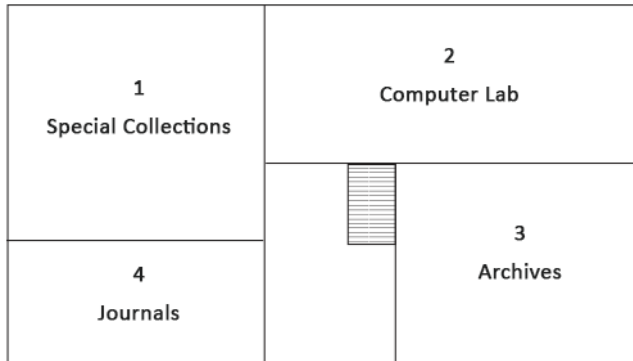 1
Special Collections
2
Computer Lab
3
Archives
4
Journals